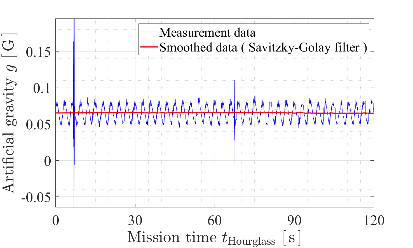 Measurement data
Smoothed data ( Savitzky-Golay filter )
0.15
0.1
0.05
0
-0.05
Artificial gravity g [G]
0 30 60 90 120
Mission time tHourglass [s]